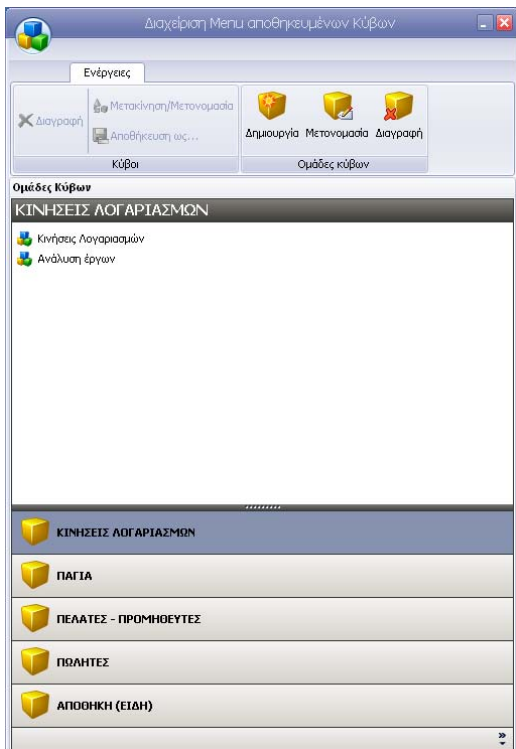 Διαχείριση Menu αποθηκευμένων Κύβων
Ενέργειες
Διαγραφή
Μετακίνηση/Μετονομασία
Αποθήκευση ως...
Κύβοι
Δημιουργία Μετονομασία Διαγραφή
Ομάδες κύβων
Ομάδες Κύβων
ΚΙΝΗΣΕΙΣ ΛΟΓΑΡΙΑΣΜΩΝ
Κινήσεις Λογαριασμών
Ανάλυση έργων
ΚΙΝΗΣΕΙΣ ΛΟΓΑΡΙΑΣΜΩΝ
ΠΑΓΙΑ
ΠΕΛΑΤΕΣ - ΠΡΟΜΗΘΕΥΤΕΣ
ΠΩΛΗΤΕΣ
ΑΠΟΘΗΚΗ (ΕΙΔΗ)